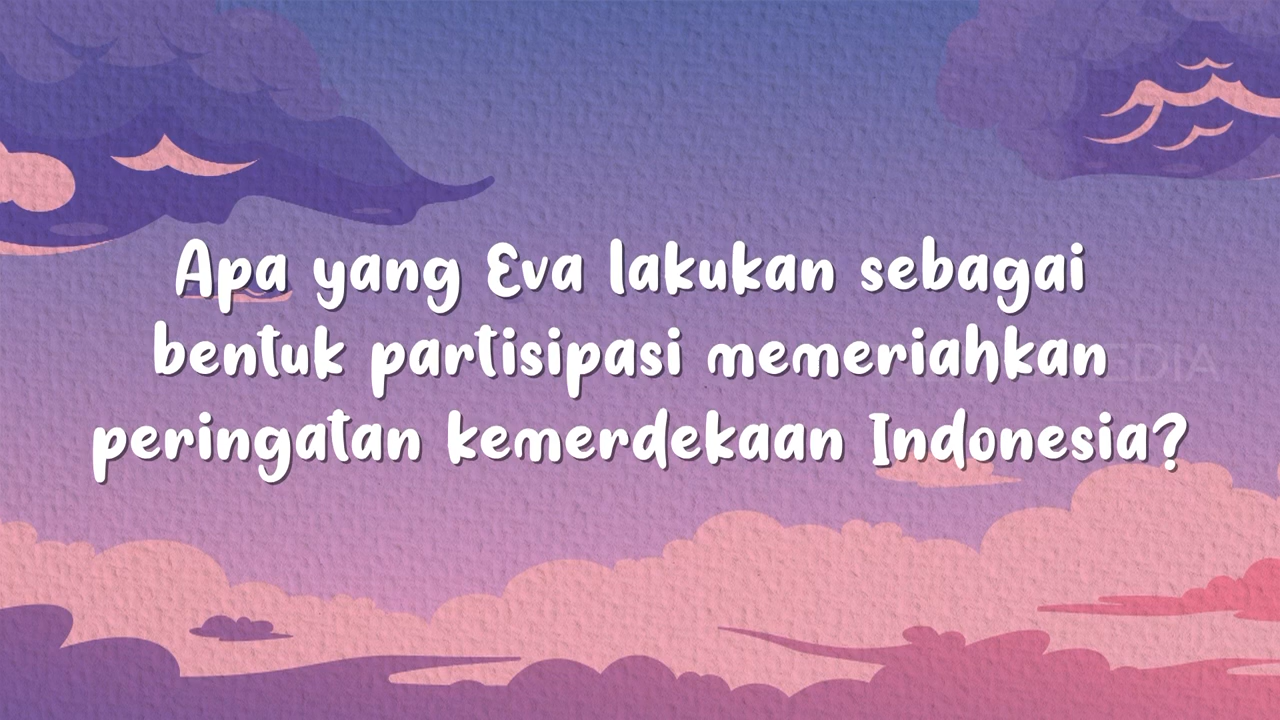 Apa yang Eva lakukan sebagai
bentuk partisipasi memeriahkan
peringatan kemerdekaan Indonesia?